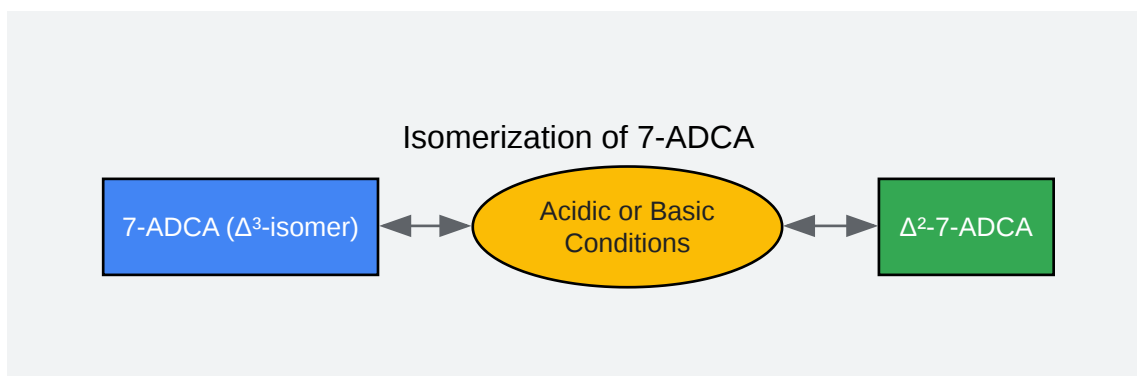 Isomerization of 7-ADCA
7-ADCA (Δ³-isomer)
Acidic or Basic
Conditions
Δ²-7-ADCA